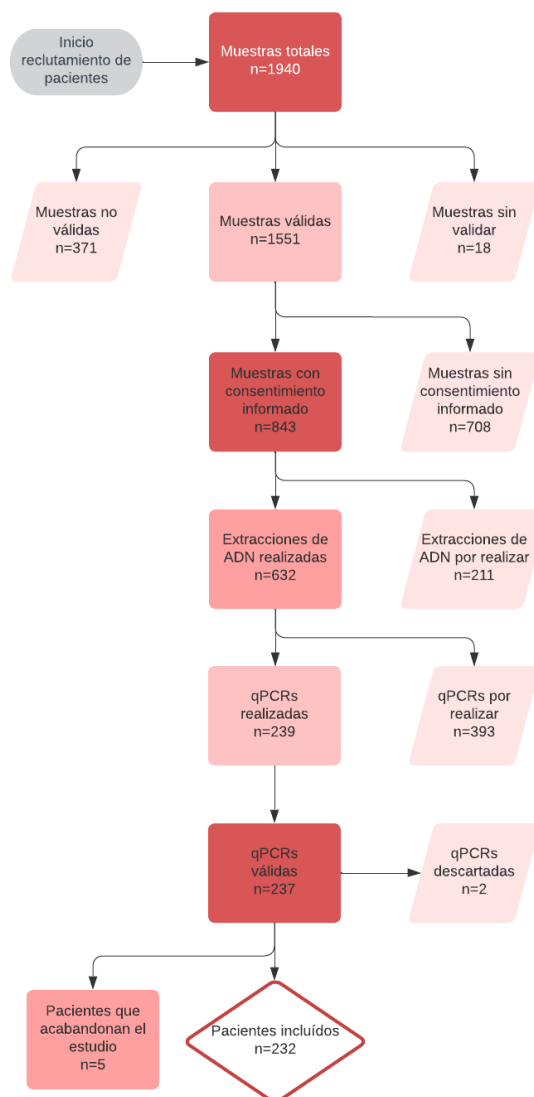 Inicio
reclutamiento de
pacientes
Muestras totales
n=1940
Muestras no
válidas
n=371
Muestras válidas
n=1551
Muestras sin
validar
n=18
Muestras con
consentimiento
informado
n=843
Muestras sin
consentimiento
informado
n=708
Extracciones de
ADN realizadas
n=632
Extracciones de
ADN por realizar
n=211
qPCRs
realizadas
n=239
qPCRs por
realizar
n=393
qPCRs
válidas
n=237
qPCRs
descartadas
n=2
Pacientes que
acabandonan el
estudio
n=5
Pacientes incluídos
n=232